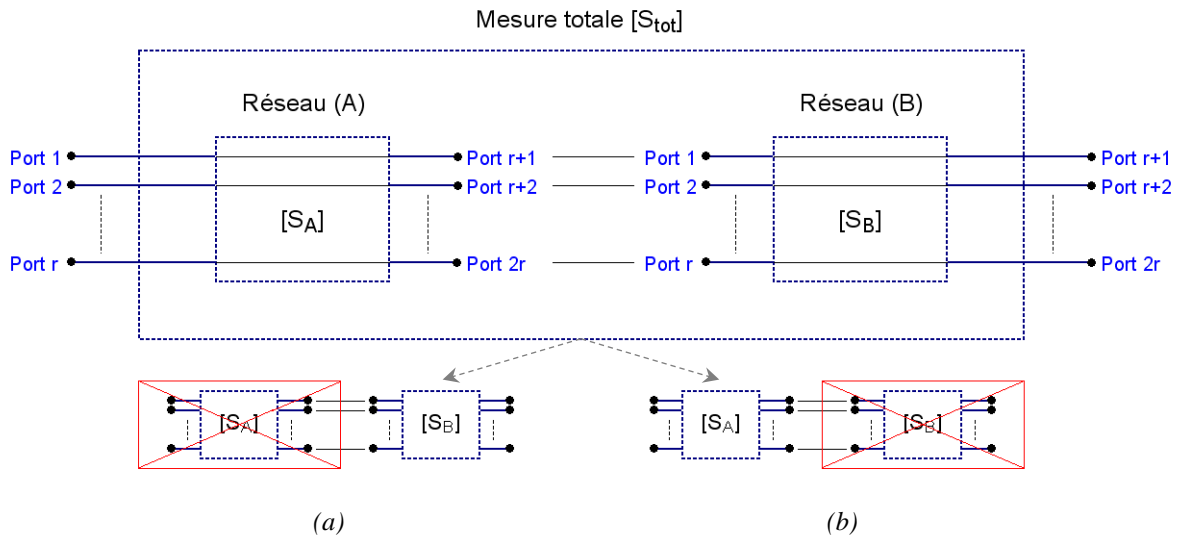 Mesure totale [Stot]
Réseau (A) Réseau (B)
Port 1 Port r+1 Port 1 Port r+1
Port 2 Port r+2 Port 2 Port r+2
[SA] [SB]
Port r Port 2r Port r Port 2r
[SA] [SB] [SA] [SB]
(a) (b)